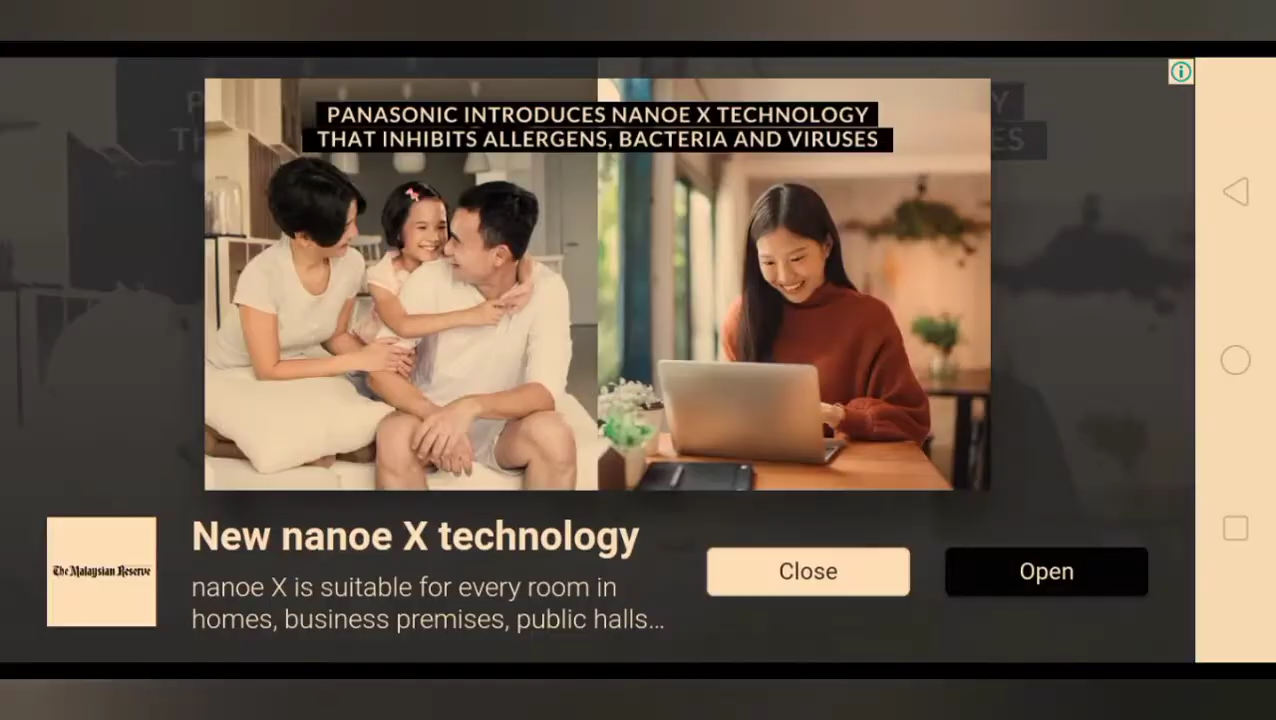 PANASONIC INTRODUCES NANOE X TECHNOLOGY
THAT INHIBITS ALLERGENS, BACTERIA AND VIRUSES
The Malaysian Reserve
New nanoe X technology
nanoe X is suitable for every room in
homes, business premises, public halls...
Close
Open